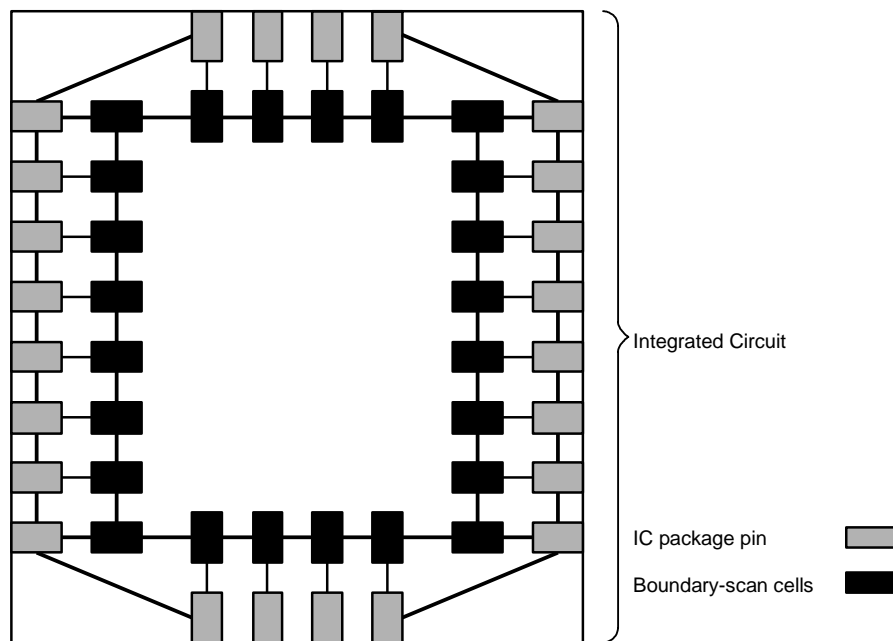 Integrated Circuit
IC package pin
Boundary-scan cells